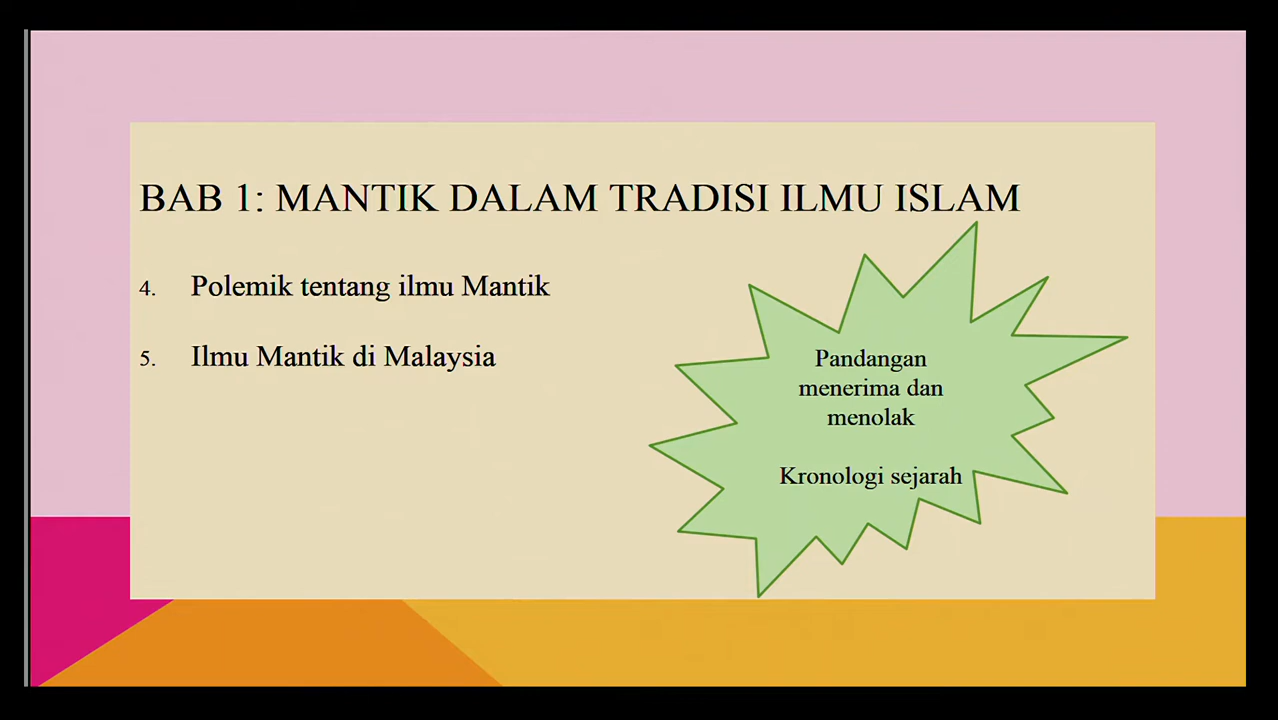 BAB 1: MANTIK DALAM TRADISI ILMU ISLAM
4. Polemik tentang ilmu Mantik
5. Ilmu Mantik di Malaysia
Pandangan
menerima dan
menolak
Kronologi sejarah